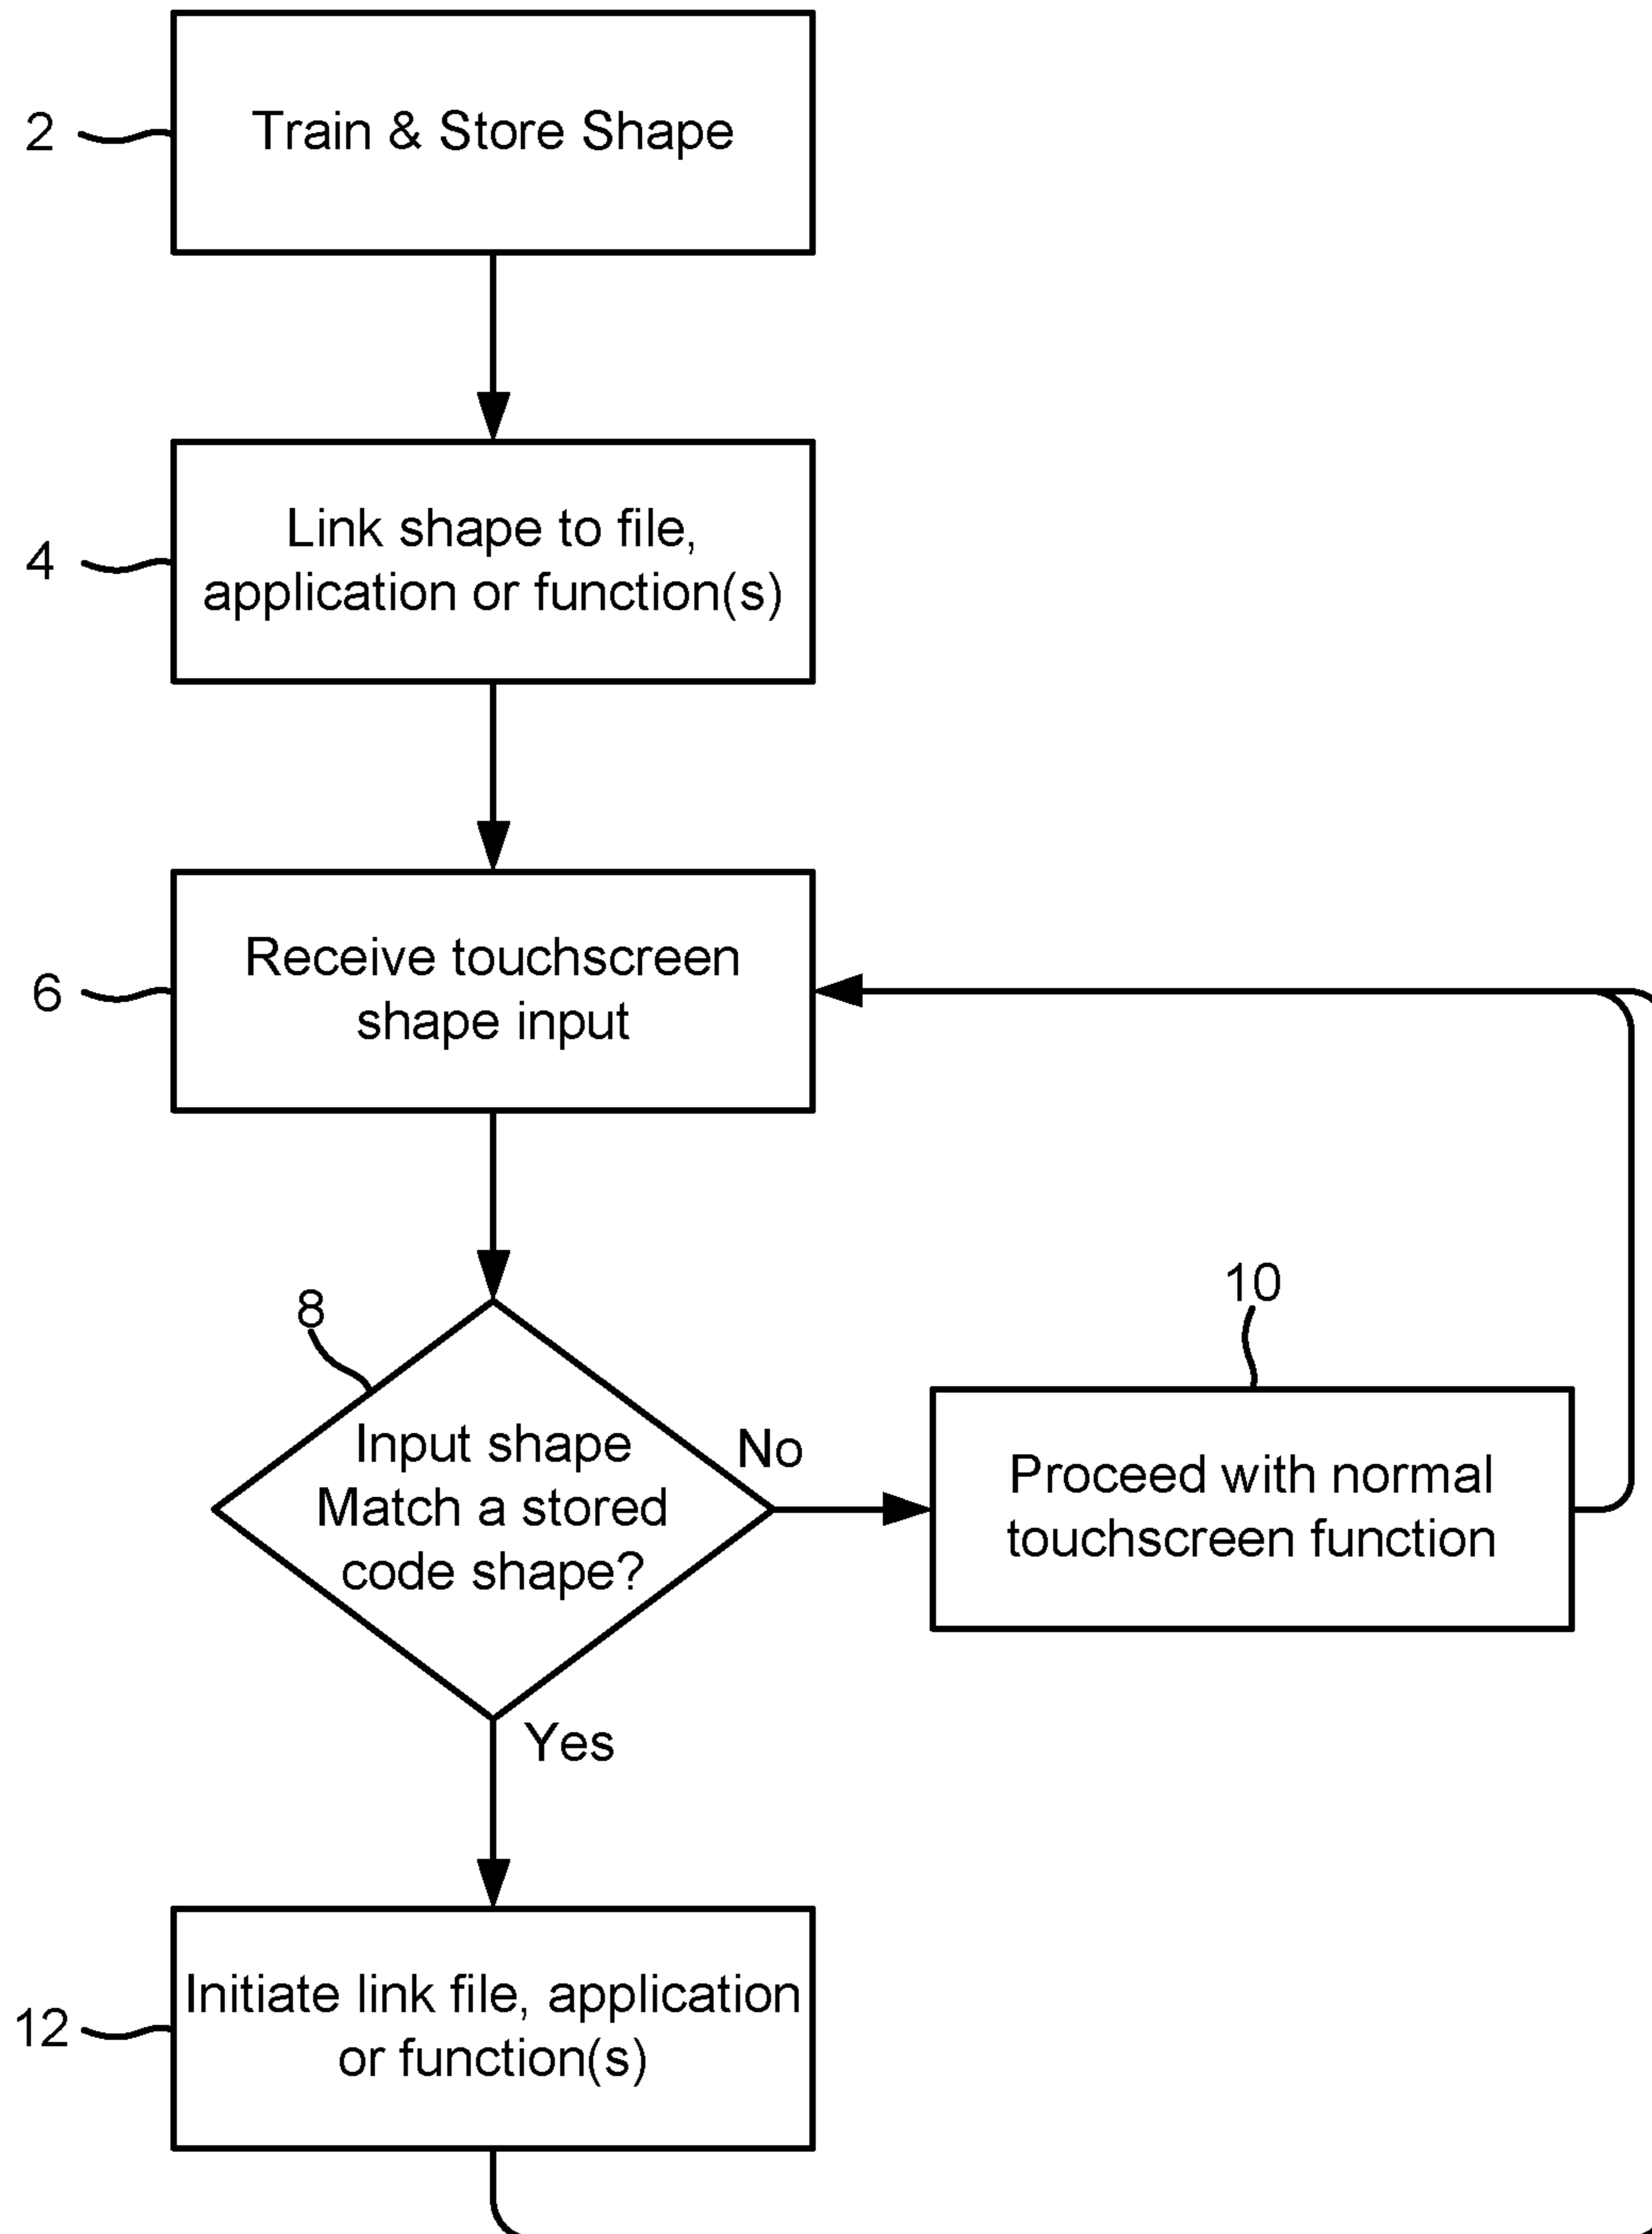 2
Train & Store Shape
4
Link shape to file,
application or function(s)
6
Receive touchscreen
shape input
8
Input shape
Match a stored
code shape?
No
10
Proceed with normal
touchscreen function
Yes
12
Initiate link file, application
or function(s)